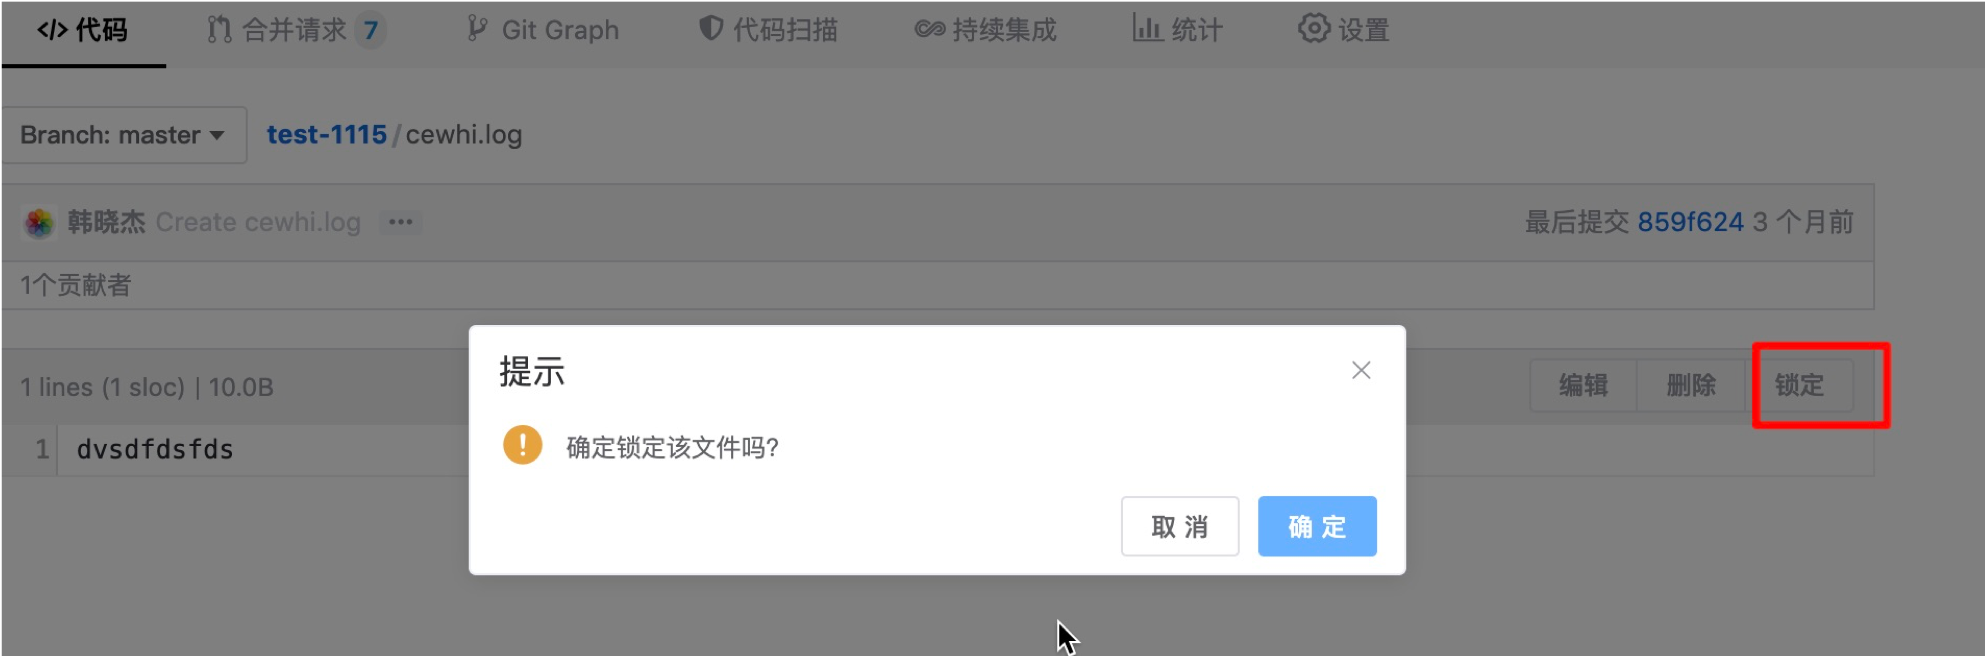 </> 代码 合并请求 7 Git Graph 代码扫描 持续集成 统计 设置
Branch: master test-1115/cewhi.log
韩晓杰 Create cewhi.log ••• 最后提交 859f624 3 个月前
1个贡献者
提示
1 lines (1 sloc) | 10.0B 编辑 删除 锁定
1 dvsdfdsfds
确定锁定该文件吗?
取 消 确 定